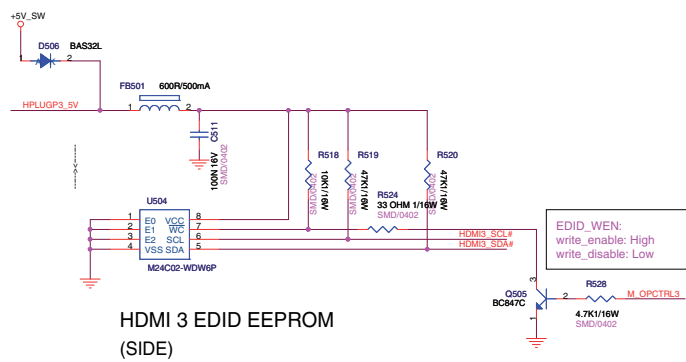 +5V_SW
D506 BAS32L
1 2
FB501 600R/500mA
HPLUGP3_5V 1 2
C511
100N 16V
SMD/0402
R518
10K1/16W
SMD/0402
R519
47K1/16W
SMD/0402
R520
47K1/16W
SMD/0402
R524
33 OHM 1/16W
SMD/0402
U504
1 E0 VCC 8
2 E1 WC 7
3 E2 SCL 6
4 VSS SDA 5
M24C02-WDW6P
HDMI3_SCL#
HDMI3_SDA#
EDID_WEN:
write_enable: High
write_disable: Low
3
Q505
BC847C
2
1
R528
M_OPCTRL3
4.7K1/16W
SMD/0402
HDMI 3 EDID EEPROM
(SIDE)